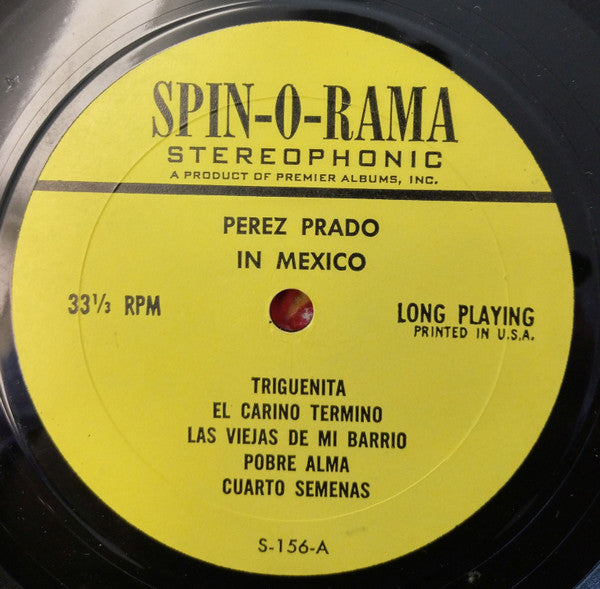 SPIN-O-RAMA
STEREOPHONIC
A PRODUCT OF PREMIER ALBUMS, INC.
PEREZ PRADO
IN MEXICO
33⅓ RPM
LONG PLAYING
PRINTED IN U.S.A.
TRIGUENITA
EL CARINO TERMINO
LAS VIEJAS DE MI BARRIO
POBRE ALMA
CUARTO SEMENAS
S-156-A